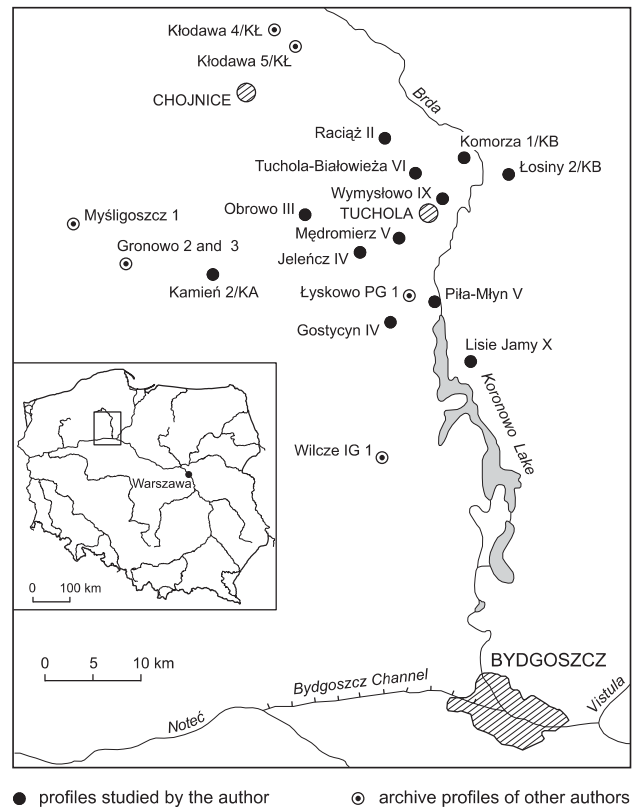 Kłodawa 4/KŁ
Kłodawa 5/KŁ
CHOJNICE
Brda
Raciąż II
Komorza 1/KB
Tuchola-Białowieża VI
Łosiny 2/KB
Wymysłowo IX
Obrowo III
TUCHOLA
Myśligoszcz 1
Mędromierz V
Gronowo 2 and 3
Jeleńcz IV
Kamień 2/KA
Łyskowo PG 1
Piła-Młyn V
Gostycyn IV
Lisie Jamy X
Koronowo Lake
Wilcze IG 1
Warszawa
0 100 km
0 5 10 km
BYDGOSZCZ
Bydgoszcz Channel
Vistula
Noteć
profiles studied by the author
archive profiles of other authors